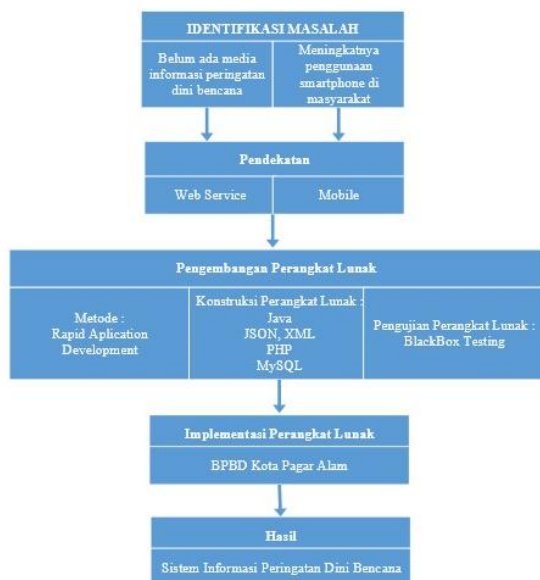 IDENTIFIKASI MASALAH
Belum ada media
informasi peringatan
dini bencana
Meningkatnya
penggunaan
smartphone di
masyarakat
Pendekatan
Web Service
Mobile
Pengembangan Perangkat Lunak
Metode :
Rapid Aplication
Development
Konstruksi Perangkat Lunak :
Java
JSON, XML
PHP
MySQL
Pengujian Perangkat Lunak :
BlackBox Testing
Implementasi Perangkat Lunak
BPBD Kota Pagar Alam
Hasil
Sistem Informasi Peringatan Dini Bencana